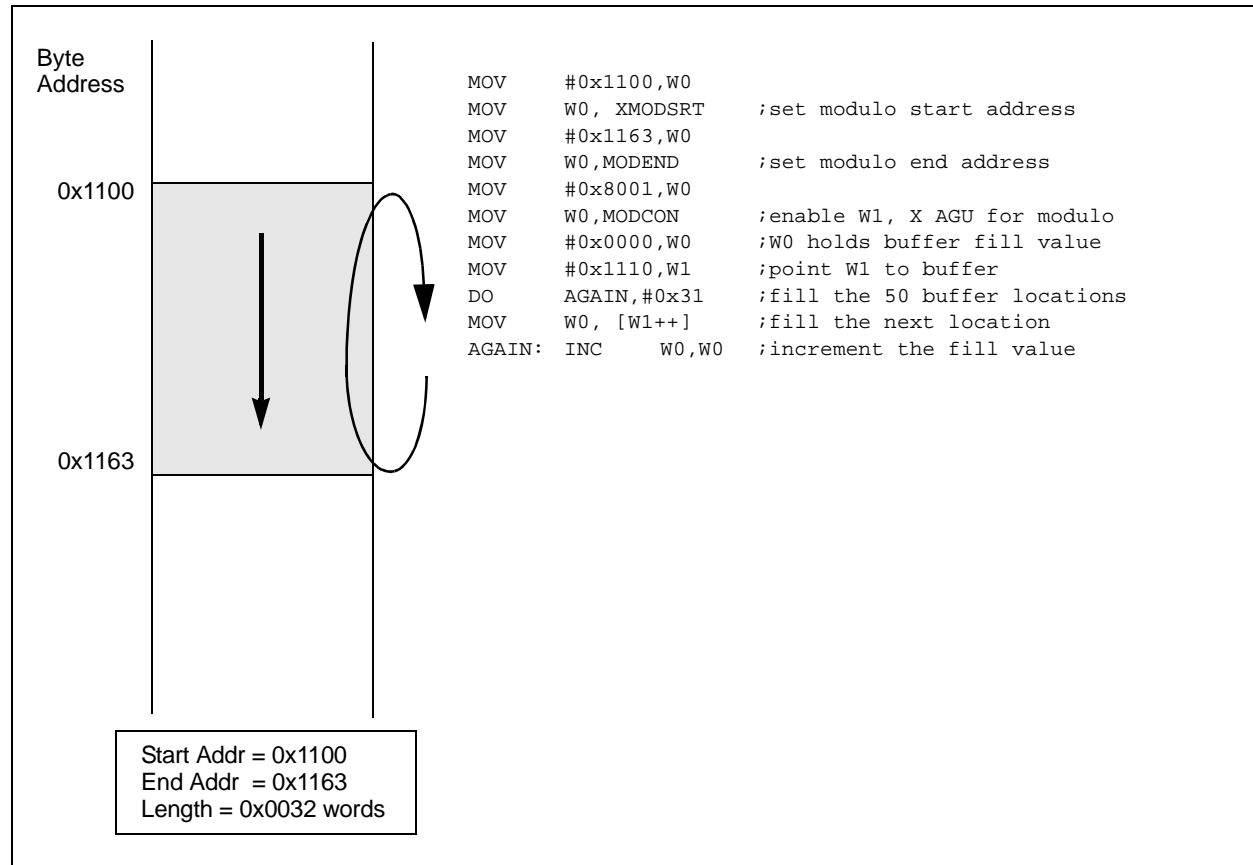 Byte
Address
0x1100
0x1163
MOV #0x1100,W0
MOV W0, XMODSRT ;set modulo start address
MOV #0x1163,W0
MOV W0,MODEND ;set modulo end address
MOV #0x8001,W0
MOV W0,MODCON ;enable W1, X AGU for modulo
MOV #0x0000,W0 ;W0 holds buffer fill value
MOV #0x1110,W1 ;point W1 to buffer
DO AGAIN,#0x31 ;fill the 50 buffer locations
MOV W0, [W1++] ;fill the next location
AGAIN: INC W0,W0 ;increment the fill value
Start Addr = 0x1100
End Addr = 0x1163
Length = 0x0032 words